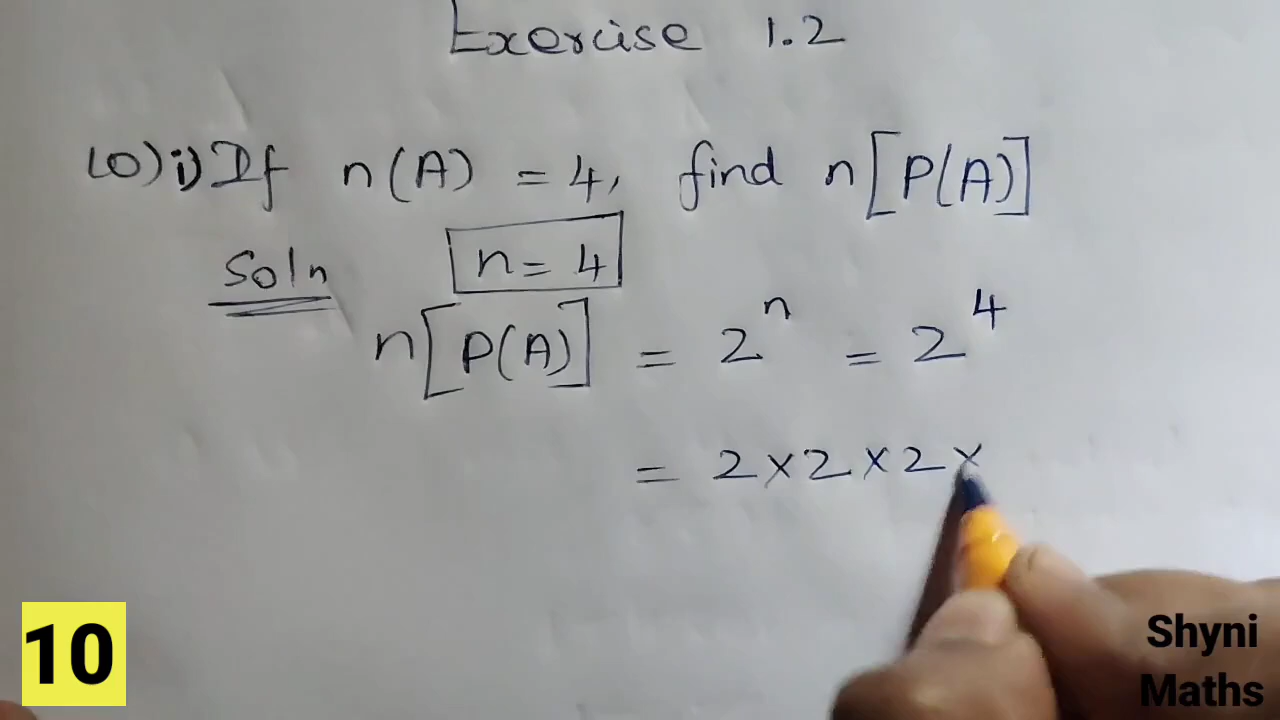 Exercise 1.2
10) i) If n(A) = 4, find n[P(A)]
Soln n = 4
n[P(A)] = 2^n = 2^4
= 2 × 2 × 2 ×
10
Shyni
Maths